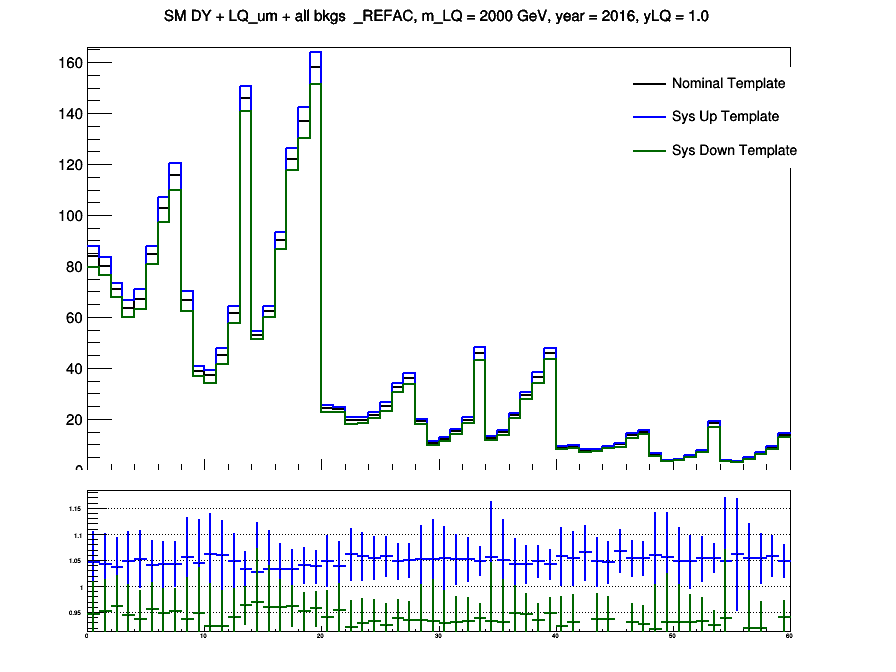 SM DY + LQ_um + all bkgs _REFAC, m_LQ = 2000 GeV, year = 2016, yLQ = 1.0
160
140
120
100
80
60
40
20
0
Nominal Template
Sys Up Template
Sys Down Template
1.15
1.1
1.05
1
0.95
0 10 20 30 40 50 60